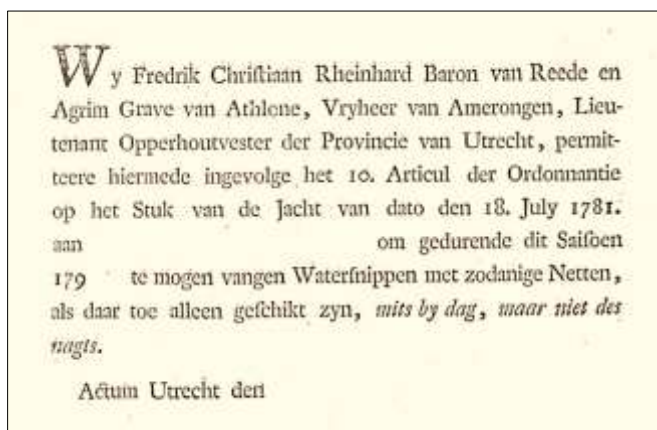 Wy Fredrik Chriſtiaan Rheinhard Baron van Reede en
Agrim Grave van Athlone, Vryheer van Amerongen, Lieu-
tenant Opperhoutvester der Provincie van Utrecht, permit-
teere hiermede ingevolge het 10. Articul der Ordonnantie
op het Stuk van de Jacht van dato den 18. July 1781.
aan om gedurende dit Saiſoen
179 te mogen vangen Waterſnippen met zodanige Netten,
als daar toe alleen geſchikt zyn, mits by dag, maar niet des
nagts.
Actum Utrecht den